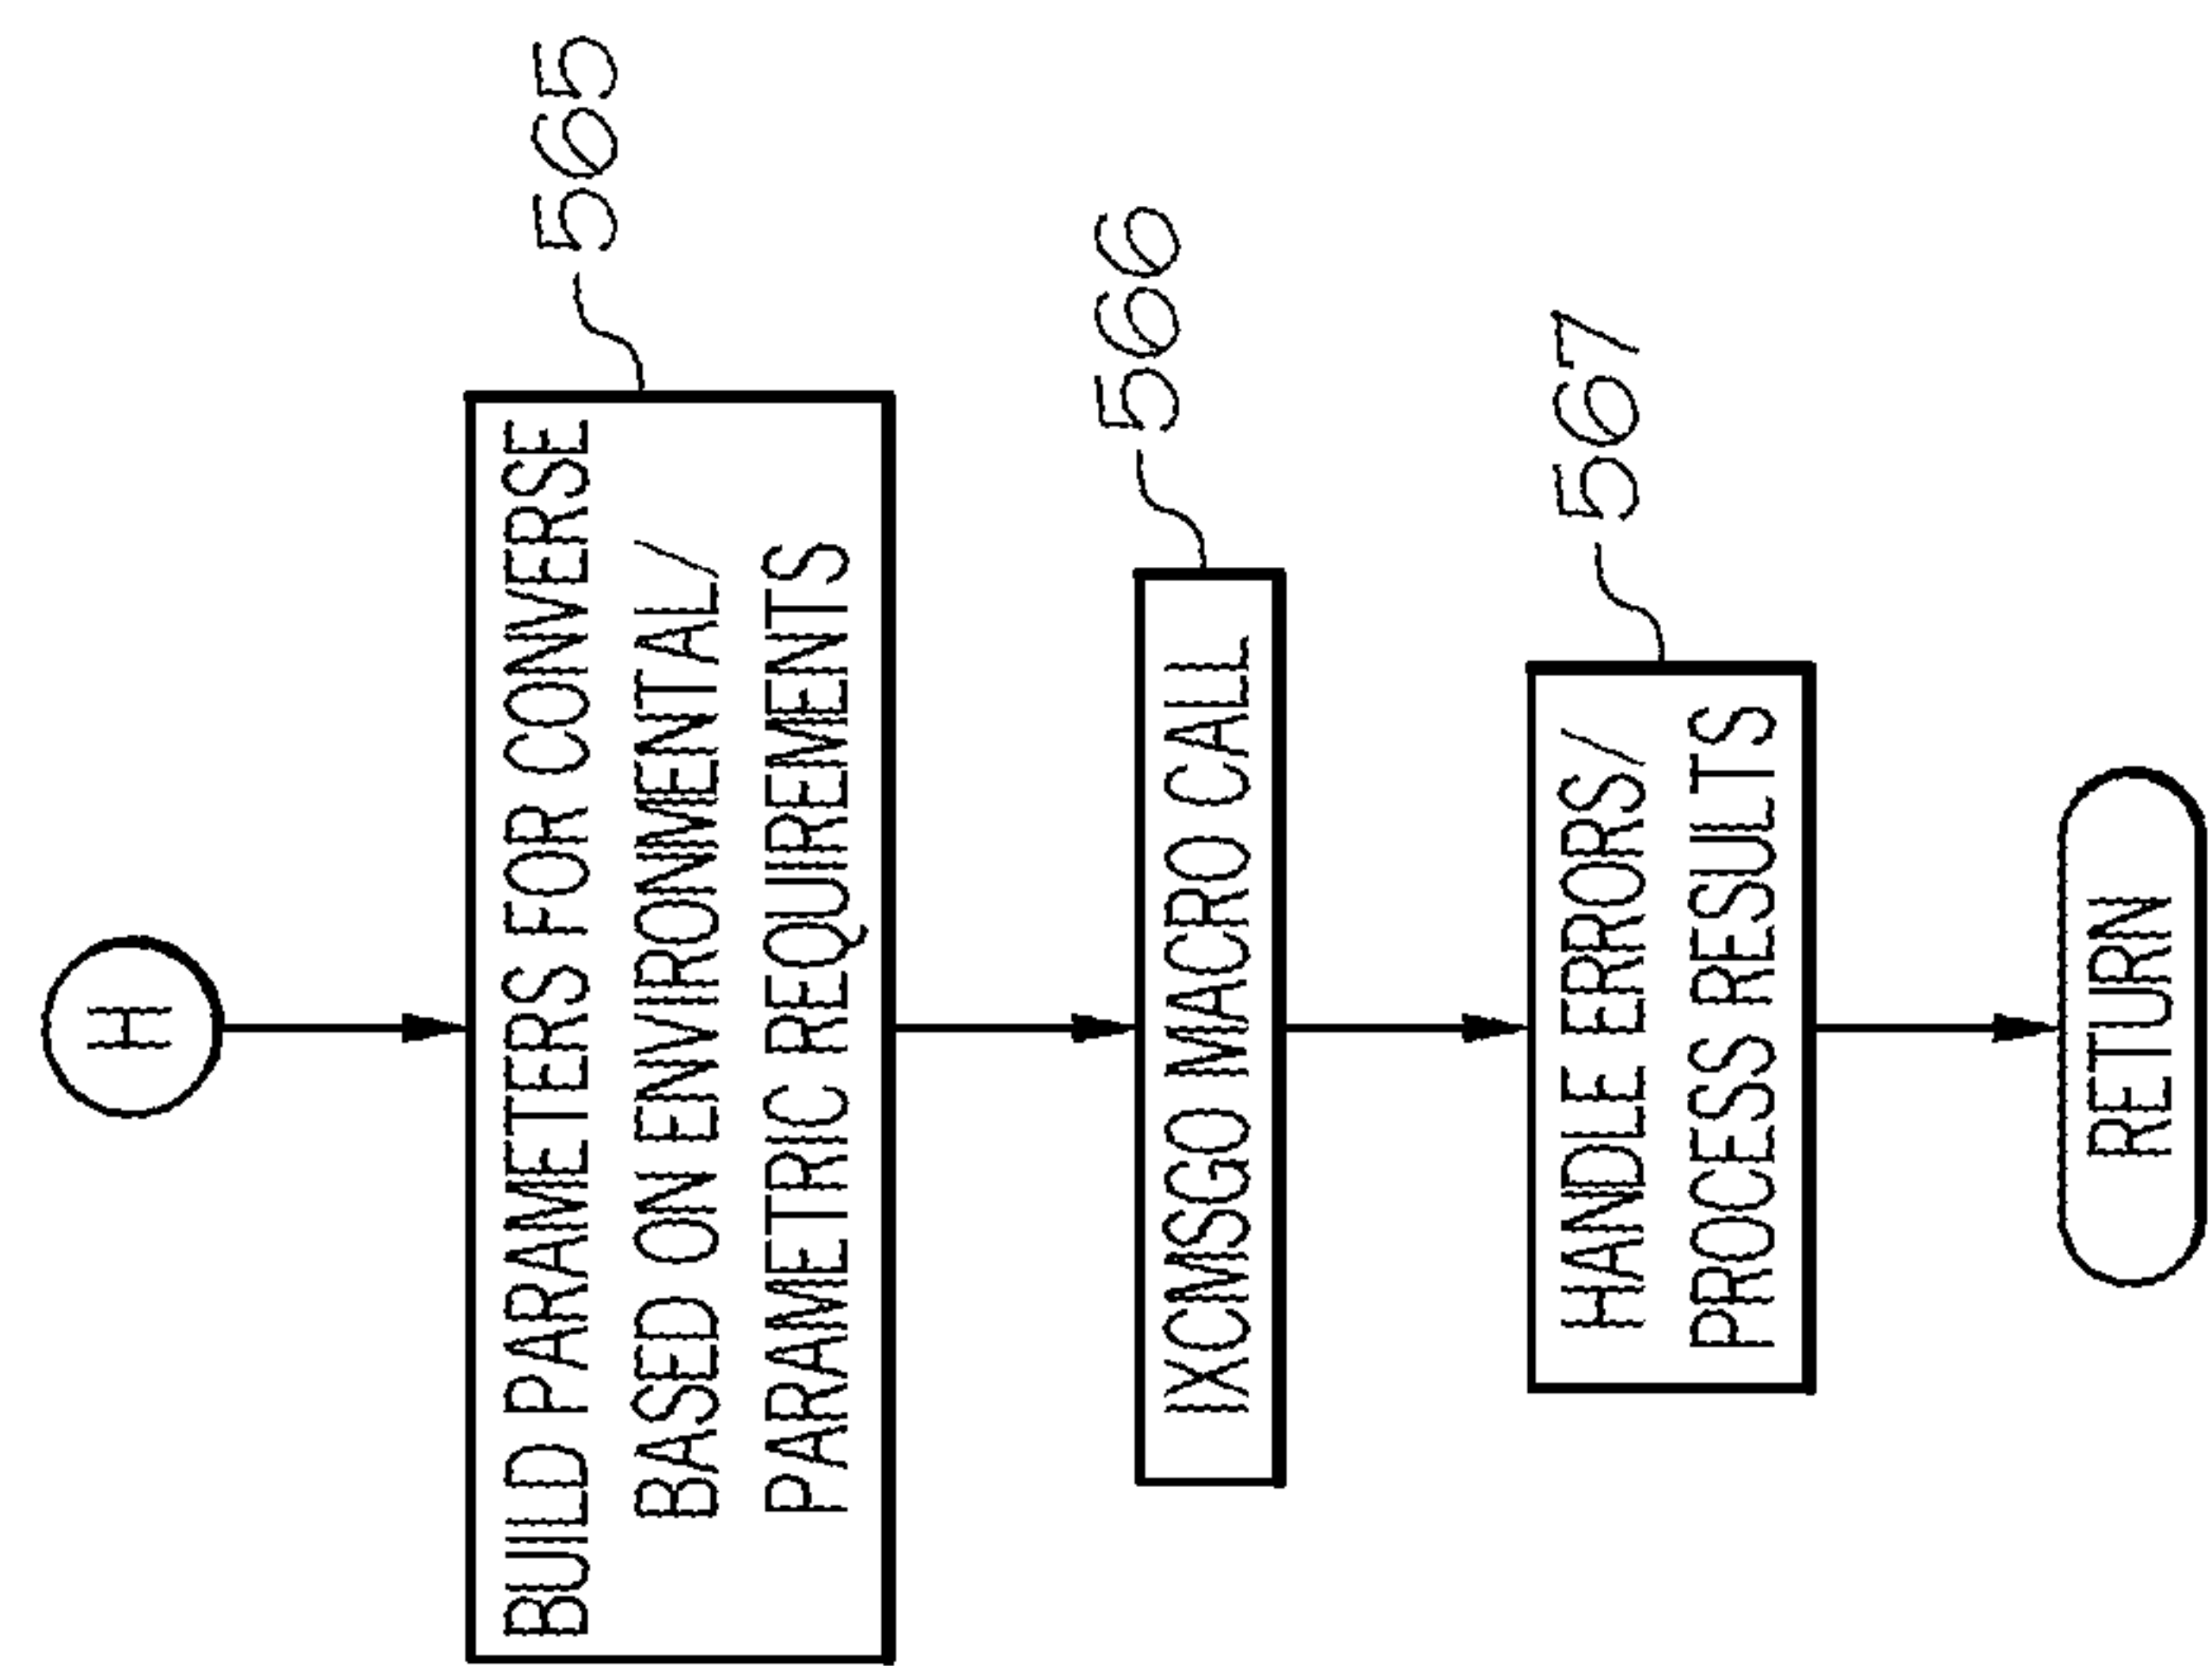 H
565
BUILD PARAMETERS FOR CONVERSE
BASED ON ENVIRONMENTAL/
PARAMETRIC REQUIREMENTS
566
IXCMSGO MACRO CALL
567
HANDLE ERRORS/
PROCESS RESULTS
RETURN